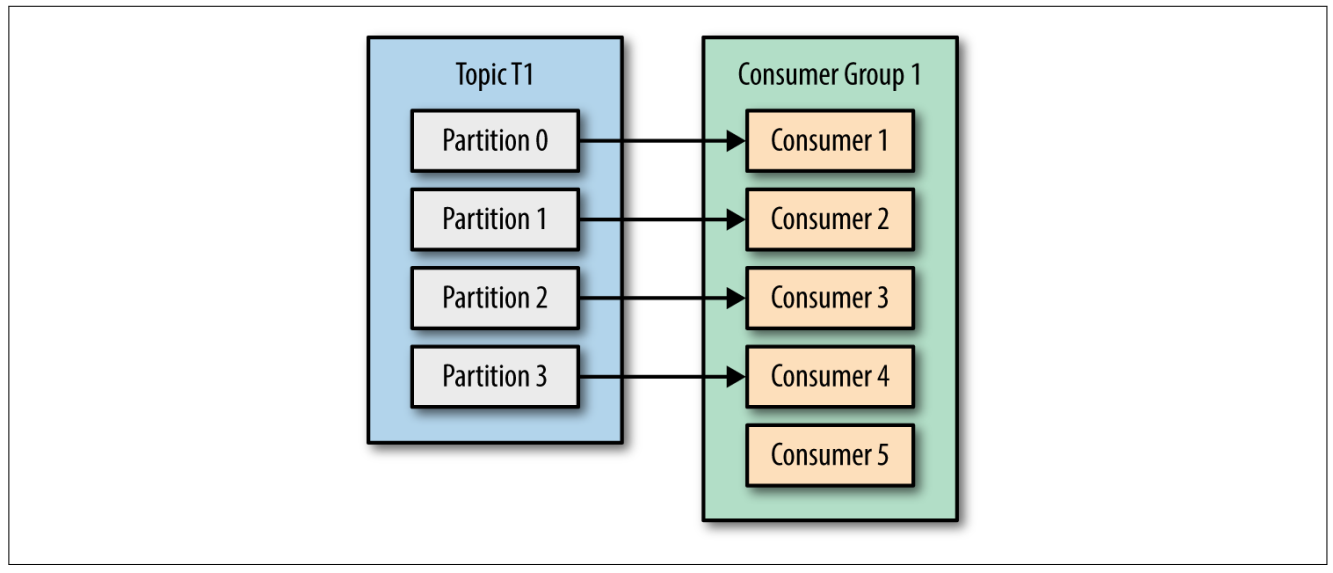 Topic T1
Partition 0
Partition 1
Partition 2
Partition 3
Consumer Group 1
Consumer 1
Consumer 2
Consumer 3
Consumer 4
Consumer 5